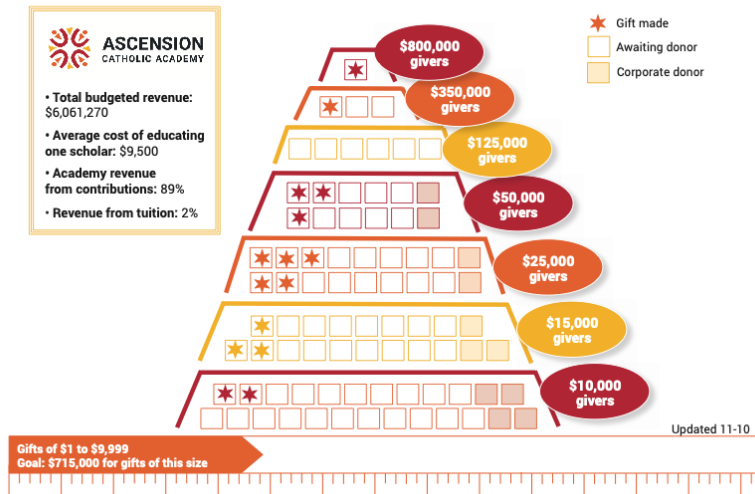 ASCENSION
CATHOLIC ACADEMY
• Total budgeted revenue:
$6,061,270
• Average cost of educating
one scholar: $9,500
• Academy revenue
from contributions: 89%
• Revenue from tuition: 2%
Gift made
Awaiting donor
Corporate donor
$800,000
givers
$350,000
givers
$125,000
givers
$50,000
givers
$25,000
givers
$15,000
givers
$10,000
givers
Updated 11-10
Gifts of $1 to $9,999
Goal: $715,000 for gifts of this size